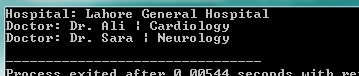 Hospital: Lahore General Hospital
Doctor: Dr. Ali | Cardiology
Doctor: Dr. Sara | Neurology
--------------------------------
Process exited after 0.00544 seconds with re